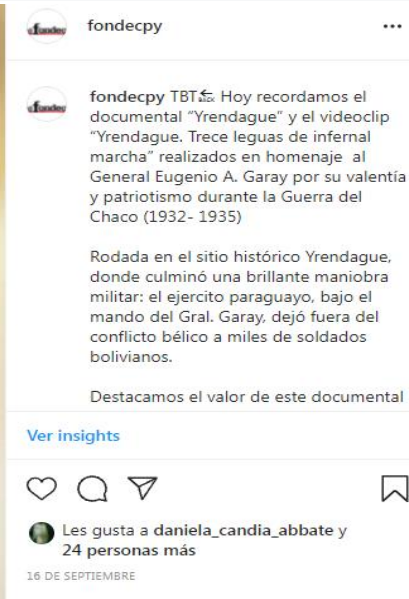 fondec
fondecpy
fondec
fondecpy TBT Hoy recordamos el
documental "Yrendague" y el videoclip
"Yrendague. Trece leguas de infernal
marcha" realizados en homenaje al
General Eugenio A. Garay por su valentía
y patriotismo durante la Guerra del
Chaco (1932- 1935)
Rodada en el sitio histórico Yrendague,
donde culminó una brillante maniobra
militar: el ejercito paraguayo, bajo el
mando del Gral. Garay, dejó fuera del
conflicto bélico a miles de soldados
bolivianos.
Destacamos el valor de este documental
Ver insights
Les gusta a daniela_candia_abbate y
24 personas más
16 DE SEPTIEMBRE